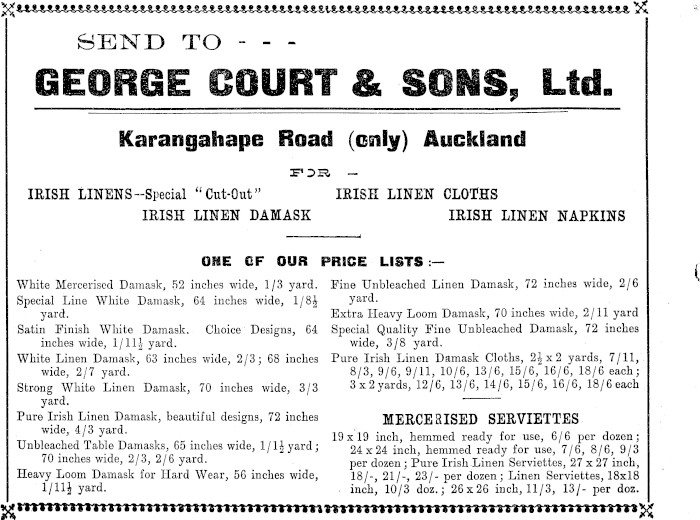 SEND TO - - -
GEORGE COURT & SONS, Ltd.
Karangahape Road (only) Auckland
FOR –
IRISH LINENS--Special "Cut-Out" IRISH LINEN CLOTHS
IRISH LINEN DAMASK IRISH LINEN NAPKINS
ONE OF OUR PRICE LISTS :—
White Mercerised Damask, 52 inches wide, 1/3 yard.
Special Line White Damask, 64 inches wide, 1/8½
yard.
Satin Finish White Damask. Choice Designs, 64
inches wide, 1/11½ yard.
White Linen Damask, 63 inches wide, 2/3 ; 68 inches
wide, 2/7 yard.
Strong White Linen Damask, 70 inches wide, 3/3
yard.
Pure Irish Linen Damask, beautiful designs, 72 inches
wide, 4/3 yard.
Unbleached Table Damasks, 65 inches wide, 1/1½ yard ;
70 inches wide, 2/3, 2/6 yard.
Heavy Loom Damask for Hard Wear, 56 inches wide,
1/11½ yard.
Fine Unbleached Linen Damask, 72 inches wide, 2/6
yard.
Extra Heavy Loom Damask, 70 inches wide, 2/11 yard
Special Quality Fine Unbleached Damask, 72 inches
wide, 3/8 yard.
Pure Irish Linen Damask Cloths, 2½ x 2 yards, 7/11,
8/3, 9/6, 9/11, 10/6, 13/6, 15/6, 16/6, 18/6 each ;
3 x 2 yards, 12/6, 13/6, 14/6, 15/6, 16/6, 18/6 each
MERCERISED SERVIETTES
19 x 19 inch, hemmed ready for use, 6/6 per dozen ;
24 x 24 inch, hemmed ready for use, 7/6, 8/6, 9/3
per dozen ; Pure Irish Linen Serviettes, 27 x 27 inch,
18/-, 21/-, 23/- per dozen ; Linen Serviettes, 18x18
inch, 10/3 doz. ; 26 x 26 inch, 11/3, 13/- per doz.